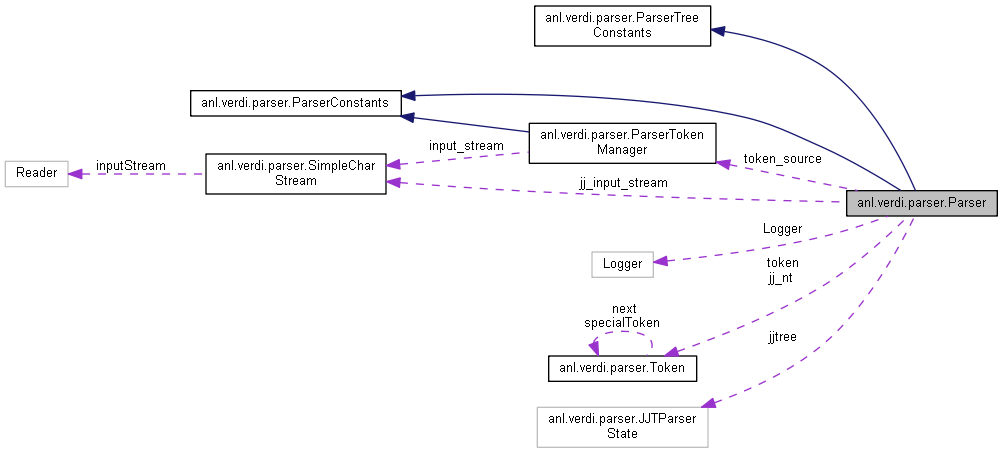 anl.verdi.parser.ParserTree
Constants
anl.verdi.parser.ParserConstants
anl.verdi.parser.ParserToken
Manager
input_stream
token_source
inputStream
Reader
anl.verdi.parser.SimpleChar
Stream
jj_input_stream
anl.verdi.parser.Parser
Logger
Logger
token
jj_nt
next
specialToken
jjtree
anl.verdi.parser.Token
anl.verdi.parser.JJTParser
State